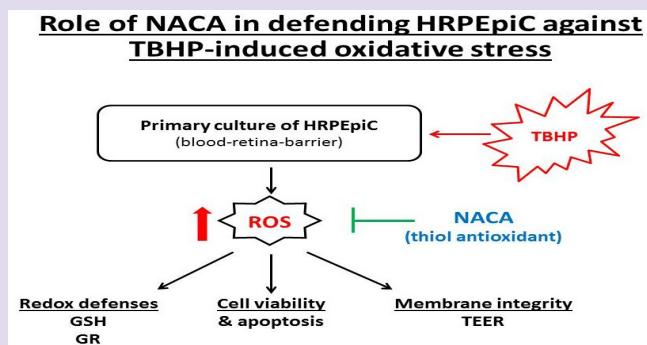 Role of NACA in defending HRPEpiC against
TBHP-induced oxidative stress
Primary culture of HRPEpiC
(blood-retina-barrier)
TBHP
ROS
NACA
(thiol antioxidant)
Redox defenses
GSH
GR
Cell viability
& apoptosis
Membrane integrity
TEER